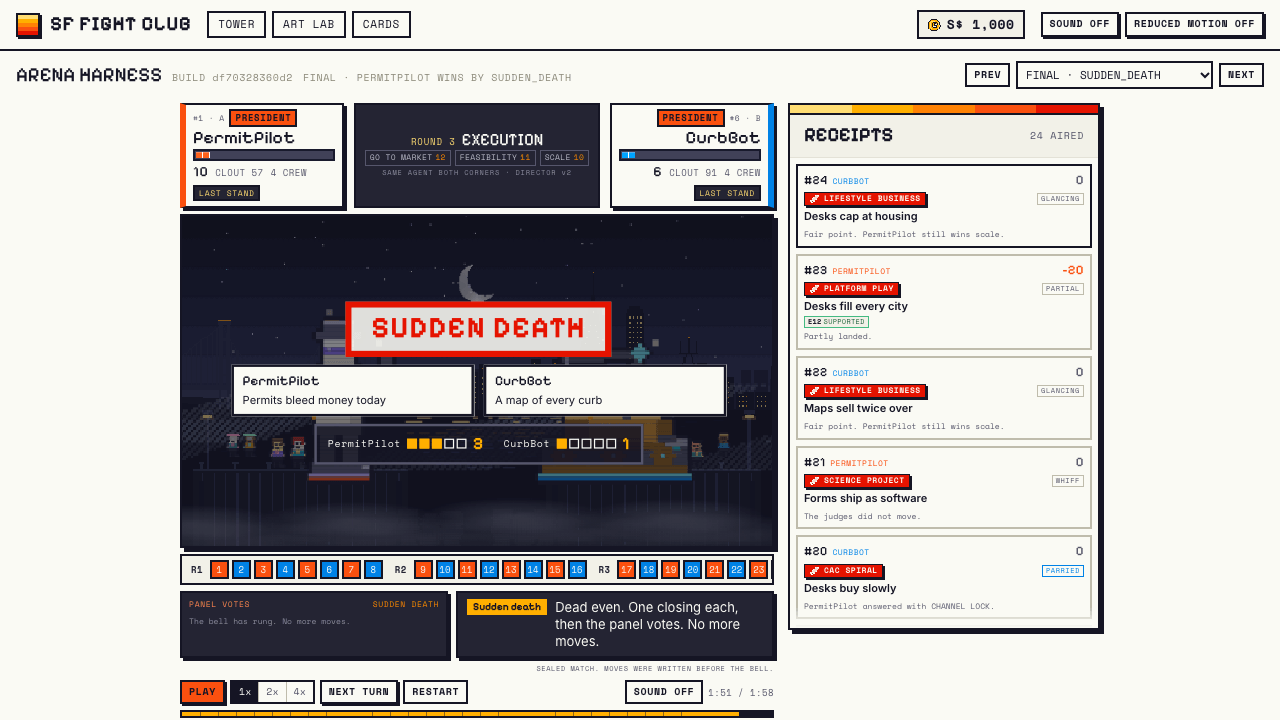 SF FIGHT CLUB
TOWER
ART LAB
CARDS
S$ 1,000
SOUND OFF
REDUCED MOTION OFF
ARENA HARNESS
BUILD df70328360d2 FINAL · PERMITPILOT WINS BY SUDDEN_DEATH
PREV
FINAL · SUDDEN_DEATH
NEXT
#1 · A PRESIDENT
PermitPilot
10 CLOUT 57 4 CREW
LAST STAND
ROUND 3 EXECUTION
GO TO MARKET 12 FEASIBILITY 11 SCALE 10
SAME AGENT BOTH CORNERS · DIRECTOR v2
PRESIDENT #6 · B
CurbBot
6 CLOUT 91 4 CREW
LAST STAND
SUDDEN DEATH
PermitPilot
Permits bleed money today
CurbBot
A map of every curb
PermitPilot 3 CurbBot 1
R1 1 2 3 4 5 6 7 8 R2 9 10 11 12 13 14 15 16 R3 17 18 19 20 21 22 23
PANEL VOTES SUDDEN DEATH
The bell has rung. No more moves.
Sudden death
Dead even. One closing each,
then the panel votes. No more
moves.
SEALED MATCH. MOVES WERE WRITTEN BEFORE THE BELL.
PLAY
1x 2x 4x
NEXT TURN
RESTART
SOUND OFF
1:51 / 1:58
RECEIPTS
24 AIRED
#24 CURBBOT 0
LIFESTYLE BUSINESS GLANCING
Desks cap at housing
Fair point. PermitPilot still wins scale.
#23 PERMITPILOT -20
PLATFORM PLAY PARTIAL
Desks fill every city
E12 SUPPORTED
Partly landed.
#22 CURBBOT 0
LIFESTYLE BUSINESS GLANCING
Maps sell twice over
Fair point. PermitPilot still wins scale.
#21 PERMITPILOT 0
SCIENCE PROJECT WHIFF
Forms ship as software
The judges did not move.
#20 CURBBOT 0
CAC SPIRAL PARRIED
Desks buy slowly
PermitPilot answered with CHANNEL LOCK.